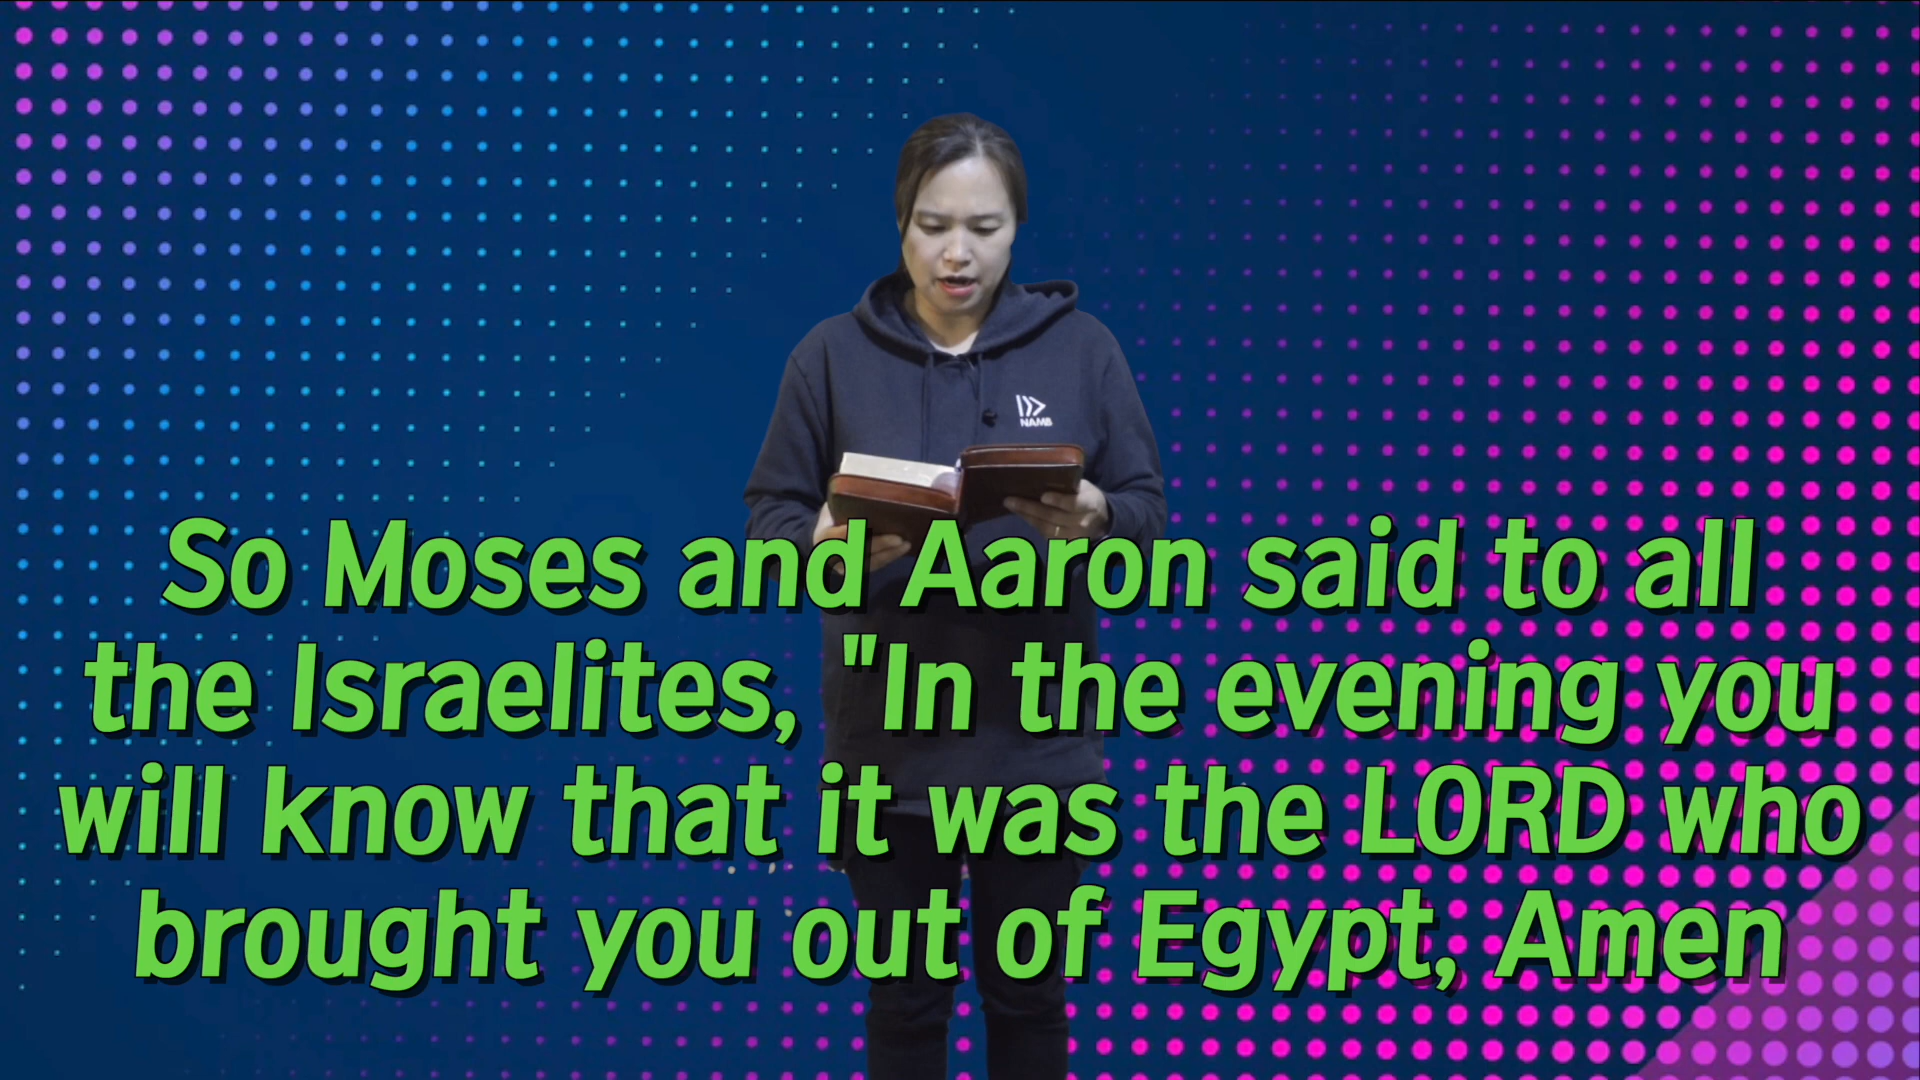 NAMB
So Moses and Aaron said to all
the Israelites, "In the evening you
will know that it was the LORD who
brought you out of Egypt, Amen